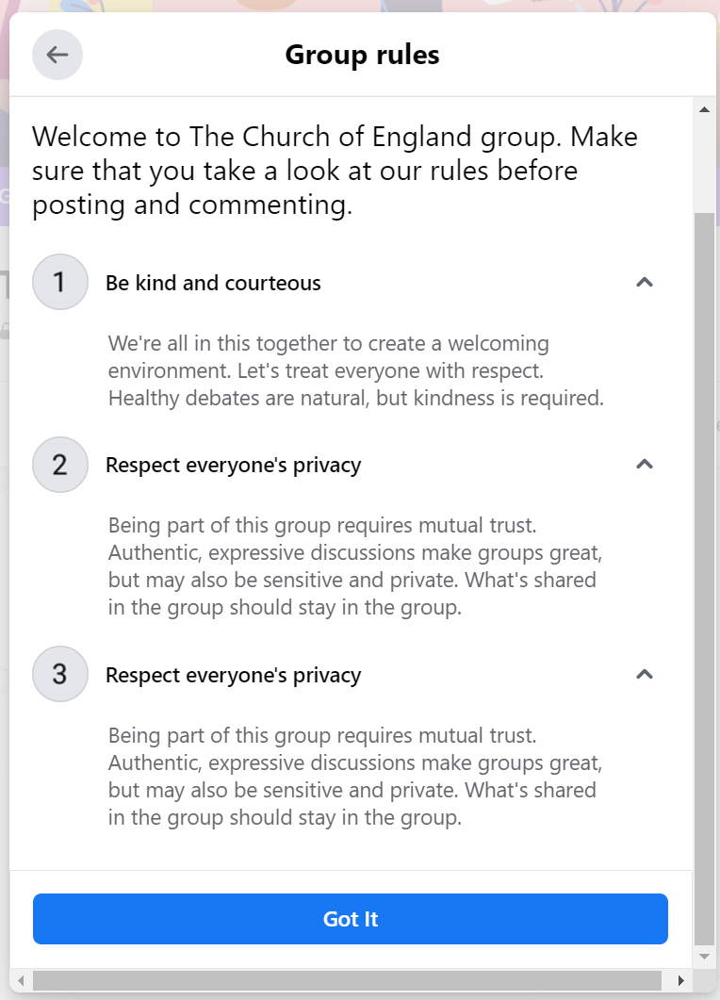 Group rules
Welcome to The Church of England group. Make
sure that you take a look at our rules before
posting and commenting.
1
Be kind and courteous
We're all in this together to create a welcoming
environment. Let's treat everyone with respect.
Healthy debates are natural, but kindness is required.
2
Respect everyone's privacy
Being part of this group requires mutual trust.
Authentic, expressive discussions make groups great,
but may also be sensitive and private. What's shared
in the group should stay in the group.
3
Respect everyone's privacy
Being part of this group requires mutual trust.
Authentic, expressive discussions make groups great,
but may also be sensitive and private. What's shared
in the group should stay in the group.
Got It